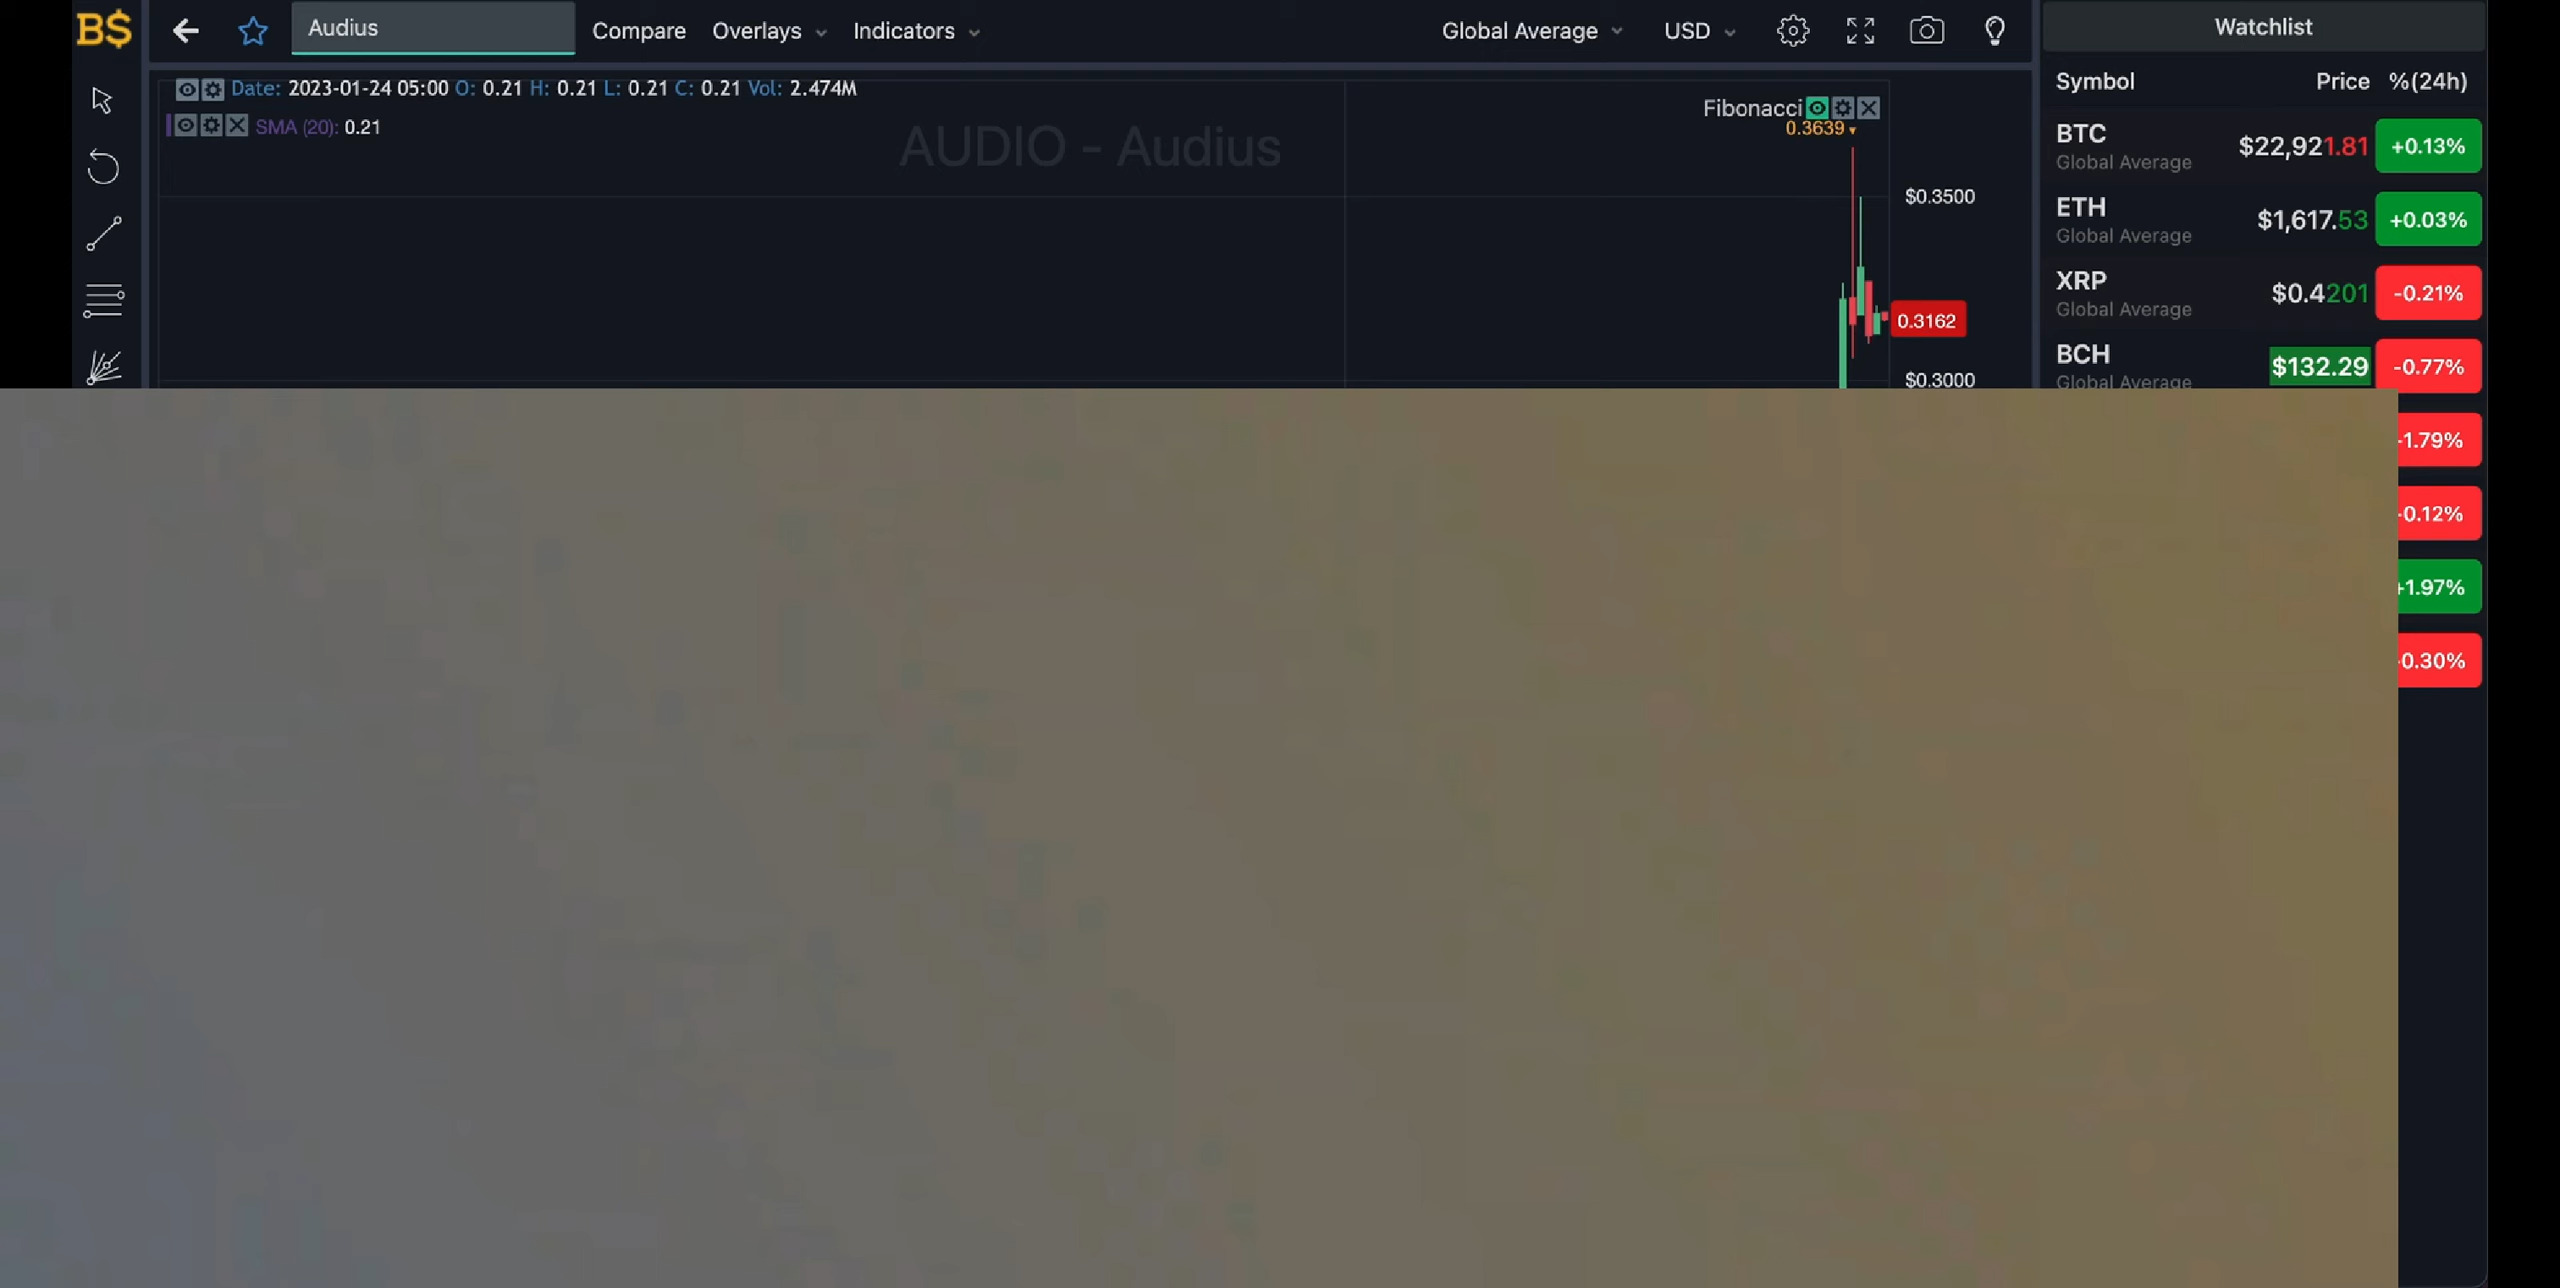 B$ Audius Compare Overlays Indicators Global Average USD
Watchlist
Date: 2023-01-24 05:00 O: 0.21 H: 0.21 L: 0.21 C: 0.21 Vol: 2.474M
SMA (20): 0.21
AUDIO - Audius
Fibonacci
0.3639
$0.3500
0.3162
$0.3000
Symbol Price %(24h)
BTC $22,921.81 +0.13%
Global Average
ETH $1,617.53 +0.03%
Global Average
XRP $0.4201 -0.21%
Global Average
BCH $132.29 -0.77%
Global Average
-1.79%
-0.12%
+1.97%
-0.30%